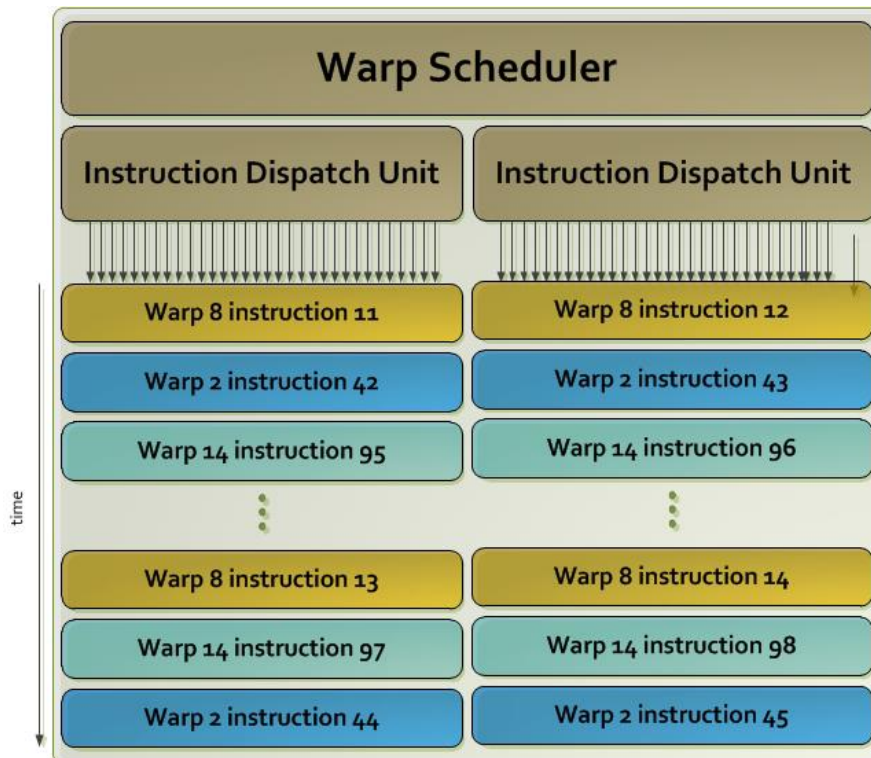 Warp Scheduler
Instruction Dispatch Unit
Instruction Dispatch Unit
Warp 8 instruction 11
Warp 8 instruction 12
Warp 2 instruction 42
Warp 2 instruction 43
Warp 14 instruction 95
Warp 14 instruction 96
time
Warp 8 instruction 13
Warp 8 instruction 14
Warp 14 instruction 97
Warp 14 instruction 98
Warp 2 instruction 44
Warp 2 instruction 45